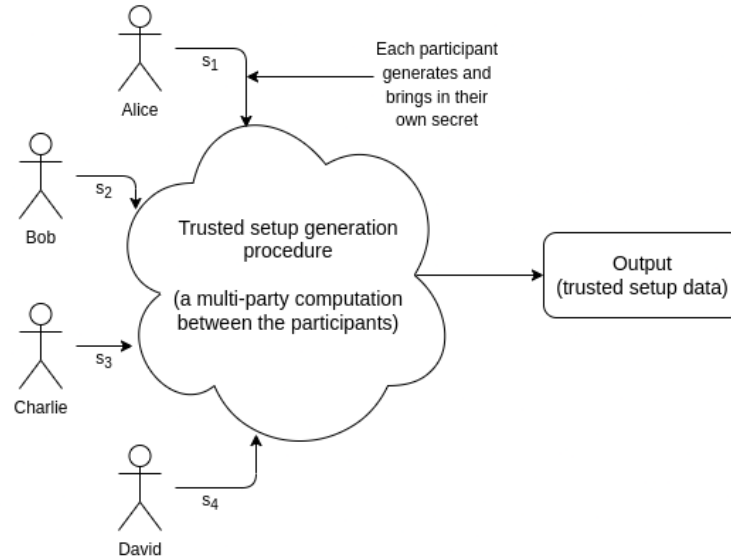 s1
Alice
Each participant
generates and
brings in their
own secret
s2
Bob
Trusted setup generation
procedure
(a multi-party computation
between the participants)
Output
(trusted setup data)
s3
Charlie
s4
David